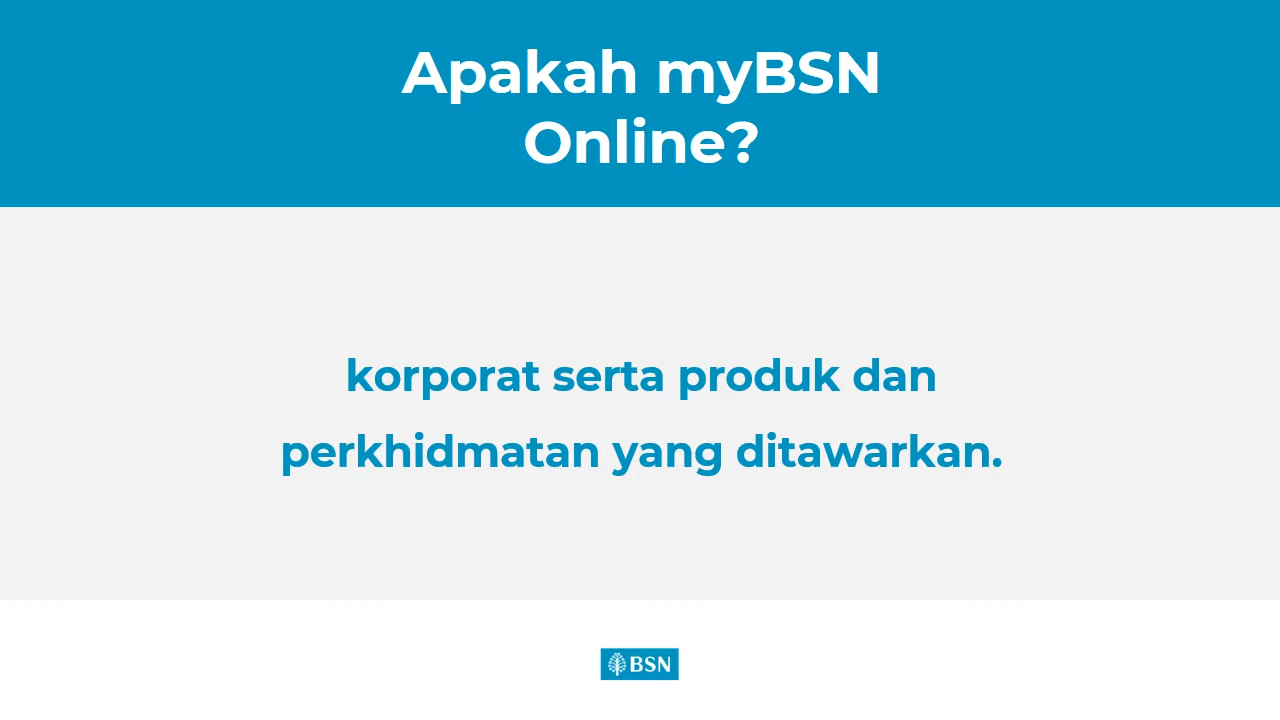 Apakah myBSN
Online?
korporat serta produk dan
perkhidmatan yang ditawarkan.
BSN